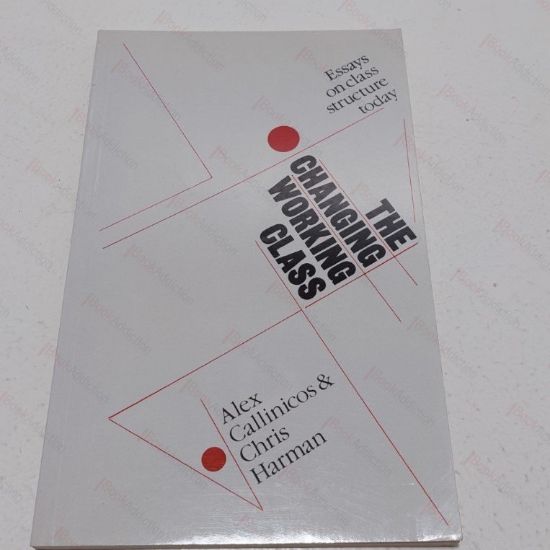 Essays
on class
structure
today
THE
CHANGING
WORKING
CLASS
Alex
Callinicos &
Chris
Harman